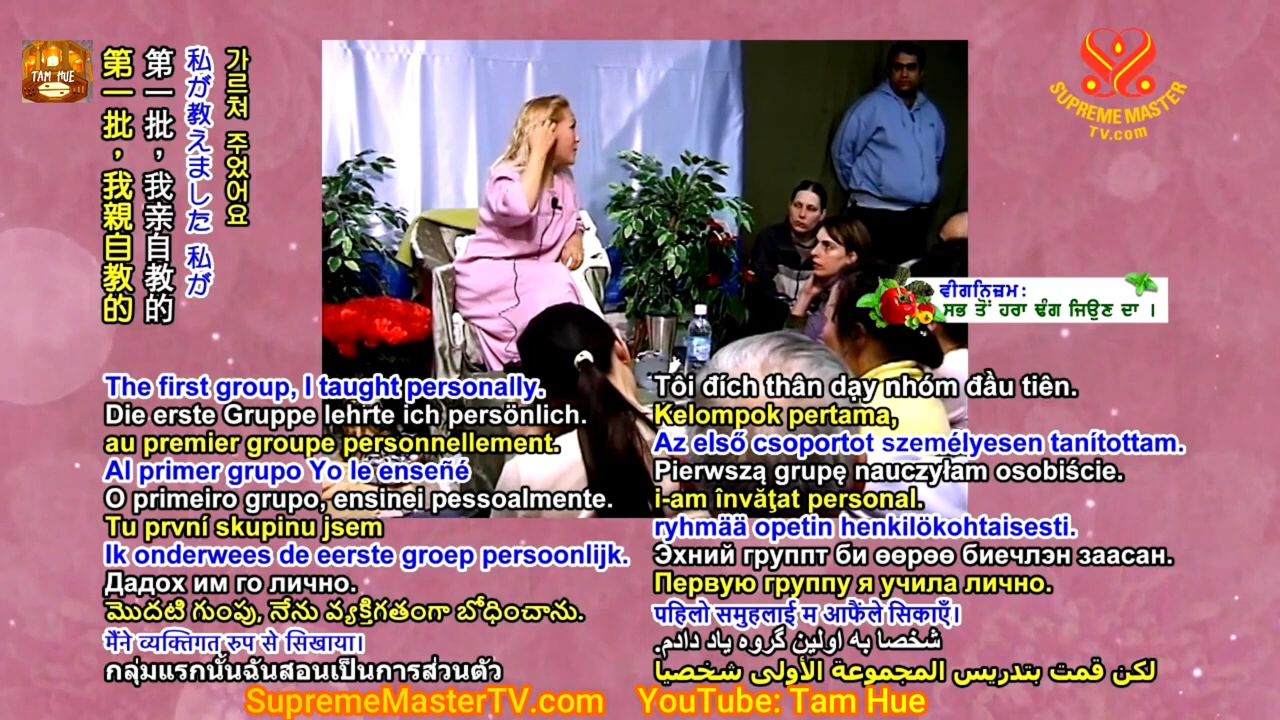 TAM HUE
第一批，我親自教的
第一批，我亲自教的
私が教えました 私が
가르쳐 주었어요
SUPREME MASTER
TV.com
ਵੀਗਨਿਜ਼ਮ:
ਸਭ ਤੋਂ ਹਰਾ ਢੰਗ ਜਿਉਣ ਦਾ ।
The first group, I taught personally.
Die erste Gruppe lehrte ich persönlich.
au premier groupe personnellement.
Al primer grupo Yo le enseñé
O primeiro grupo, ensinei pessoalmente.
Tu první skupinu jsem
Ik onderwees de eerste groep persoonlijk.
Дадох им го лично.
మొదటి గుంపు, నేను వ్యక్తిగతంగా బోధించాను.
मैंने व्यक्तिगत रुप से सिखाया।
กลุ่มแรกนั้นฉันสอนเป็นการส่วนตัว
Tôi đích thân dạy nhóm đầu tiên.
Kelompok pertama,
Az első csoportot személyesen tanítottam.
Pierwszą grupę nauczyłam osobiście.
i-am învăţat personal.
ryhmää opetin henkilökohtaisesti.
Эхний группт би өөрөө биечлэн заасан.
Первую группу я учила лично.
पहिलो समुहलाई म आफैंले सिकाएँ।
شخصا به اولین گروه یاد دادم.
لكن قمت بتدريس المجموعة الأولى شخصيا
SupremeMasterTV.com YouTube: Tam Hue